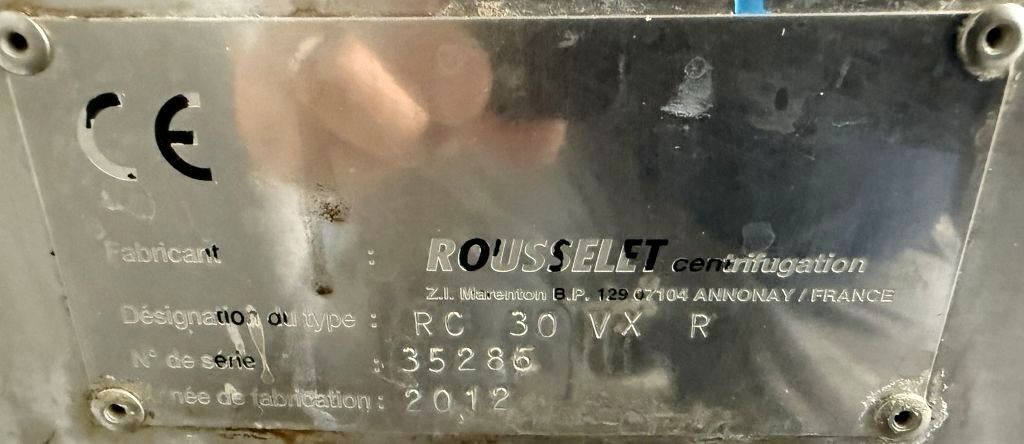 CE
Fabricant : ROUSSELET centrifugation
Z.I. Marenton B.P. 129 07104 ANNONAY / FRANCE
Désignation du type : RC 30 VX R
N° de série : 35286
Année de fabrication : 2012